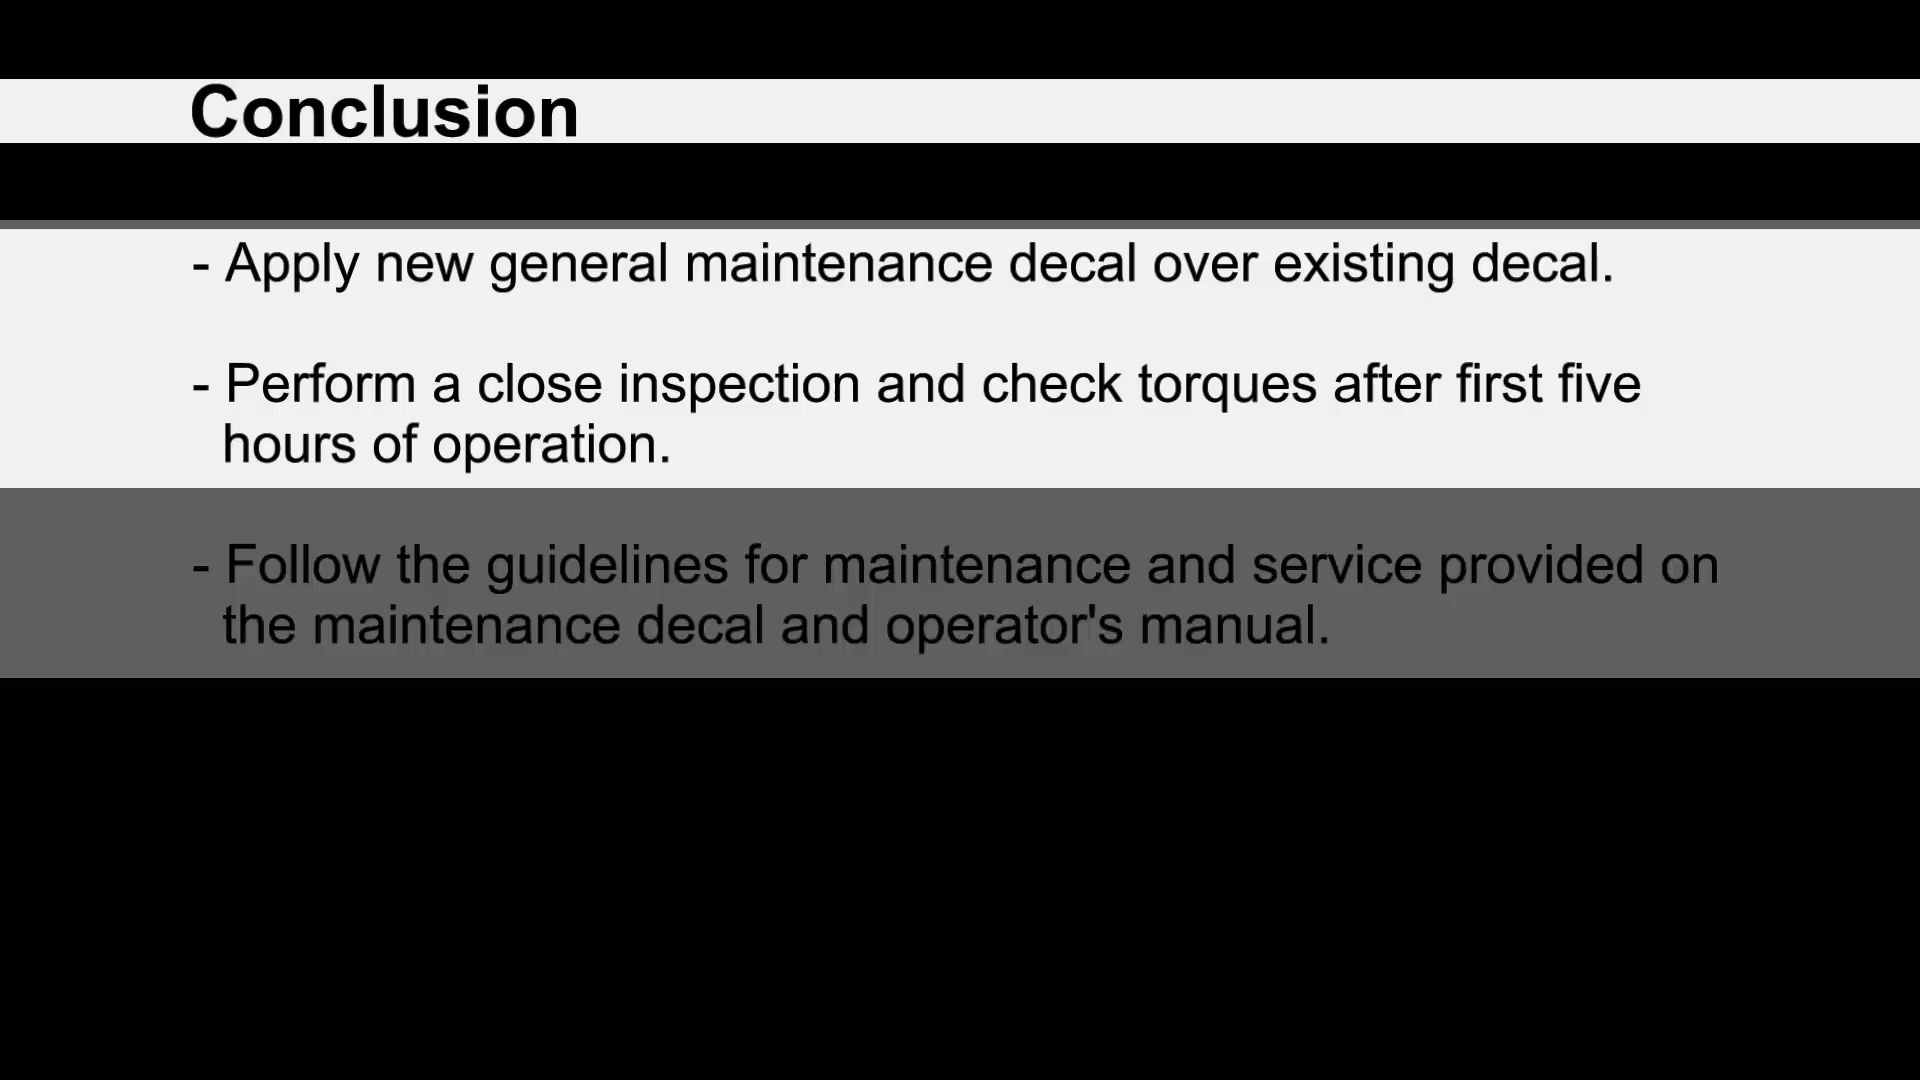 Conclusion
- Apply new general maintenance decal over existing decal.
- Perform a close inspection and check torques after first five
hours of operation.
- Follow the guidelines for maintenance and service provided on
the maintenance decal and operator's manual.